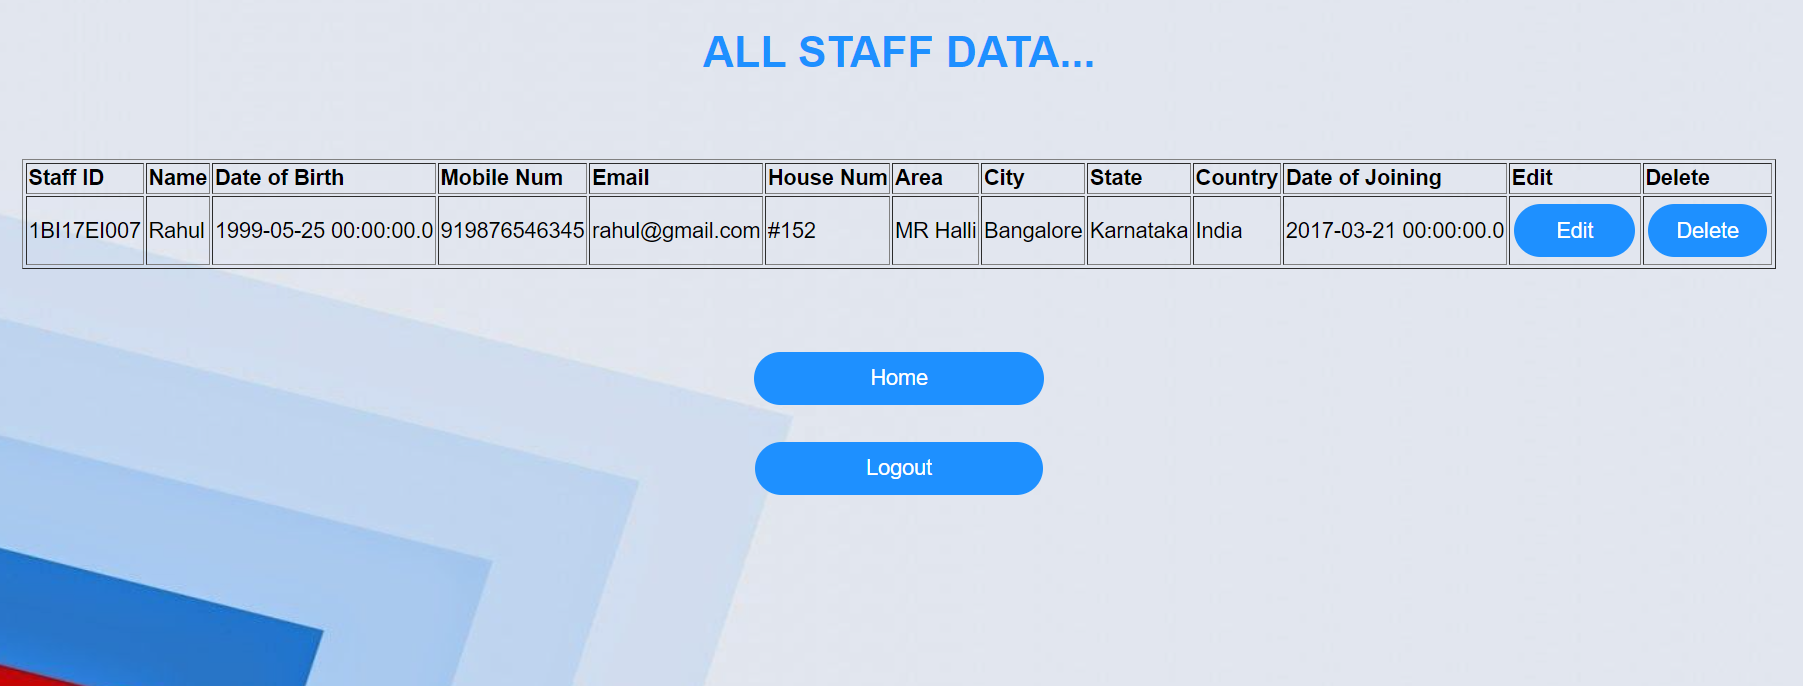 ALL STAFF DATA...
Staff ID Name Date of Birth Mobile Num Email House Num Area City State Country Date of Joining Edit Delete
1BI17EI007 Rahul 1999-05-25 00:00:00.0 919876546345 rahul@gmail.com #152 MR Halli Bangalore Karnataka India 2017-03-21 00:00:00.0 Edit Delete
Home
Logout